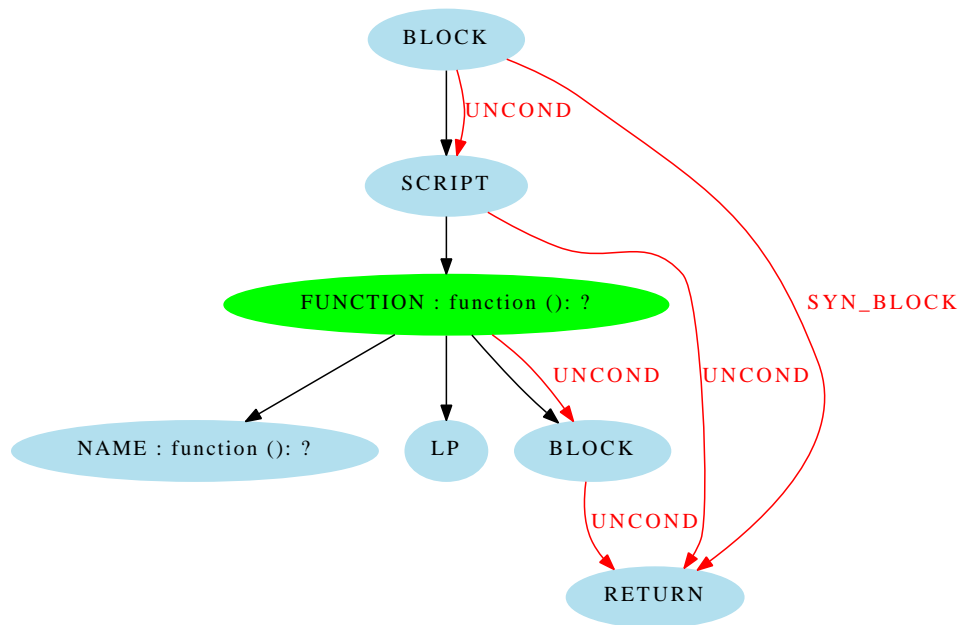 BLOCK
UNCOND
SCRIPT
FUNCTION : function (): ?
SYN_BLOCK
UNCOND
UNCOND
NAME : function (): ?
LP
BLOCK
UNCOND
RETURN